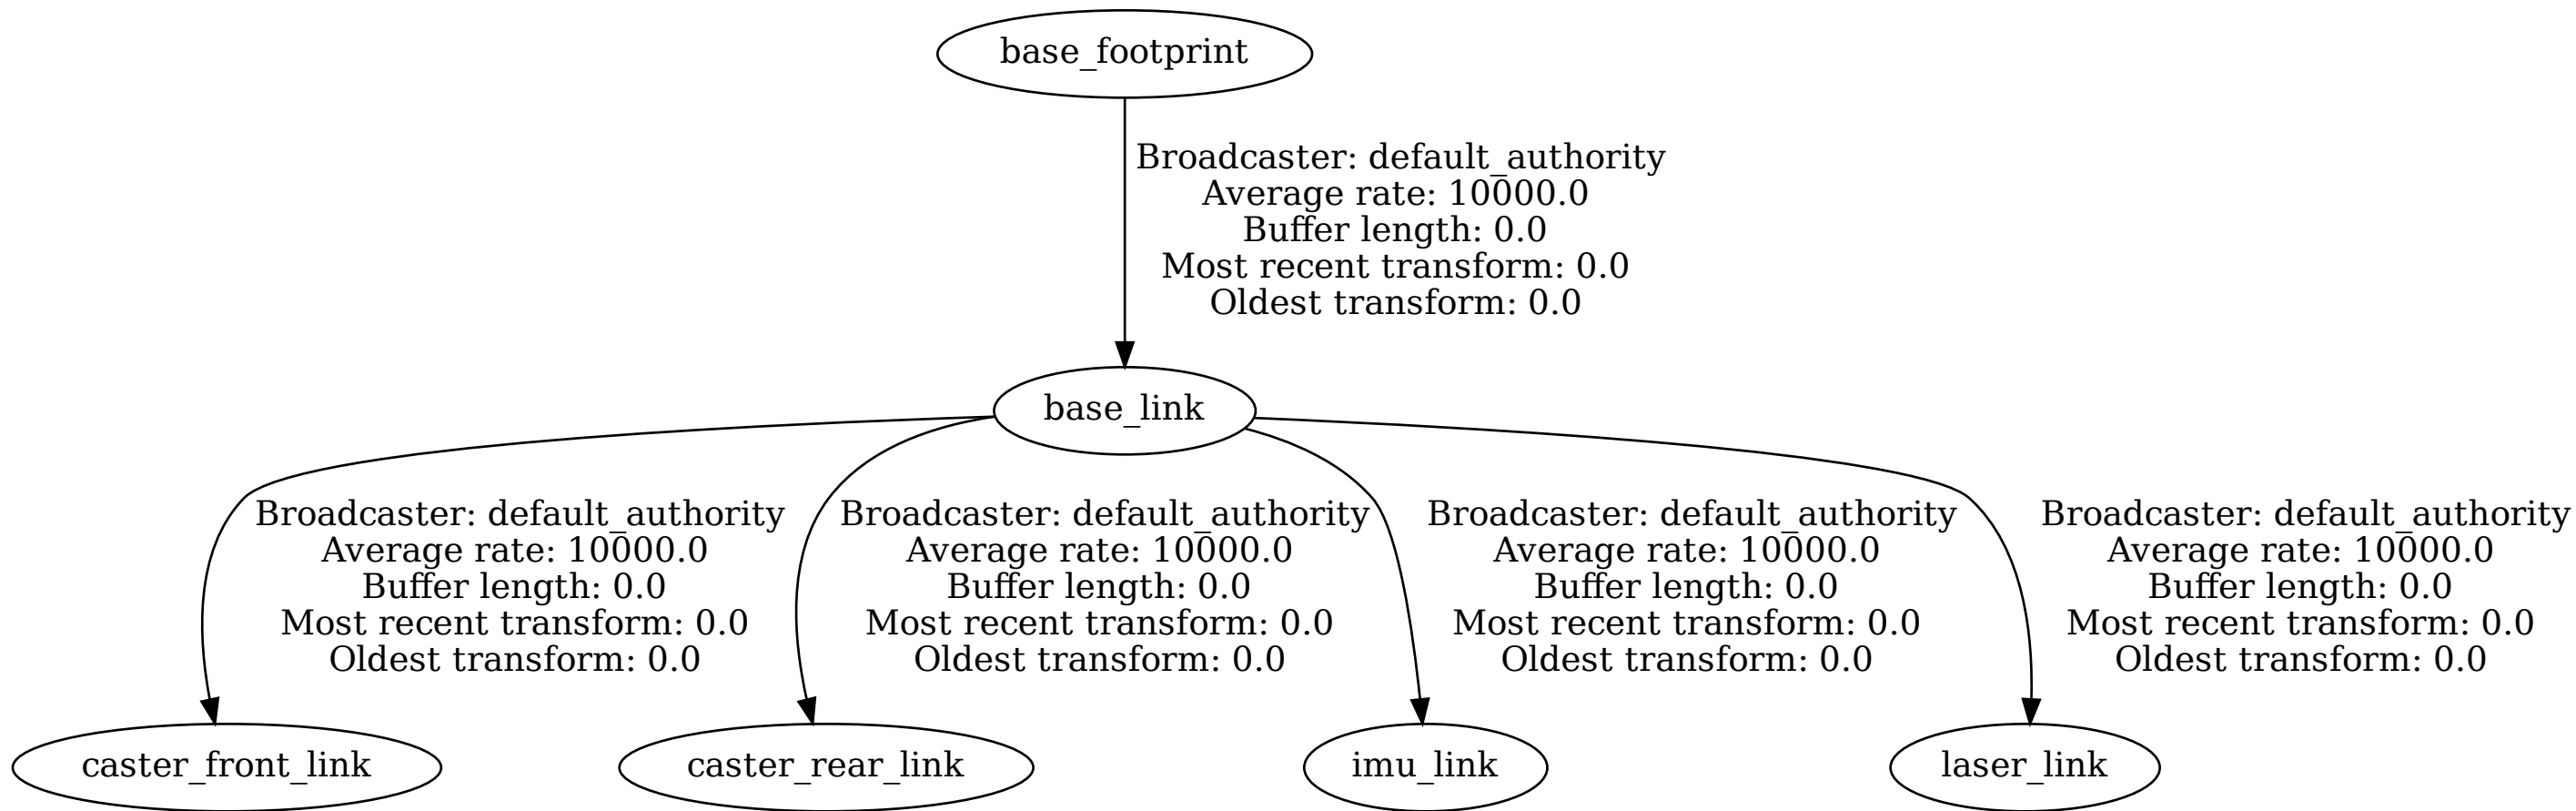 base_footprint
Broadcaster: default_authority
Average rate: 10000.0
Buffer length: 0.0
Most recent transform: 0.0
Oldest transform: 0.0
base_link
Broadcaster: default_authority
Average rate: 10000.0
Buffer length: 0.0
Most recent transform: 0.0
Oldest transform: 0.0
Broadcaster: default_authority
Average rate: 10000.0
Buffer length: 0.0
Most recent transform: 0.0
Oldest transform: 0.0
Broadcaster: default_authority
Average rate: 10000.0
Buffer length: 0.0
Most recent transform: 0.0
Oldest transform: 0.0
Broadcaster: default_authority
Average rate: 10000.0
Buffer length: 0.0
Most recent transform: 0.0
Oldest transform: 0.0
caster_front_link
caster_rear_link
imu_link
laser_link